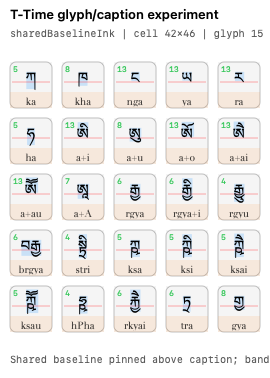 T-Time glyph/caption experiment
sharedBaselineInk | cell 42×46 | glyph 15
5 8 13 13 13
ཀ ཁ ང ཡ ར
ka kha nga ya ra
5 13 8 13 13
ཏ ཨི ཨུ ཨོ ཨེ
ha a+i a+u a+o a+ai
13 7 6 6 4
ཨཽ ཨཱ རྒྱ རྒྱི རྒྱུ
a+au a+A rgya rgya+i rgyu
6 4 5 5 5
བརྒྱ སྟྲི ཀྵ ཀྵི ཀྵཻ
brgya stri ksa ksi ksai
5 4 4 6 8
ཀྵཽ ཧྥ རྐྱཻ ཏྲ གྱ
ksau hPha rkyai tra gya
Shared baseline pinned above caption; band